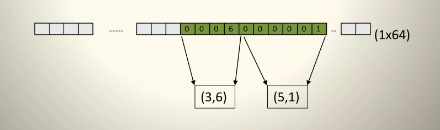 ....... 0 0 0 6 0 0 0 0 0 1 ... (1x64)
(3,6) (5,1)